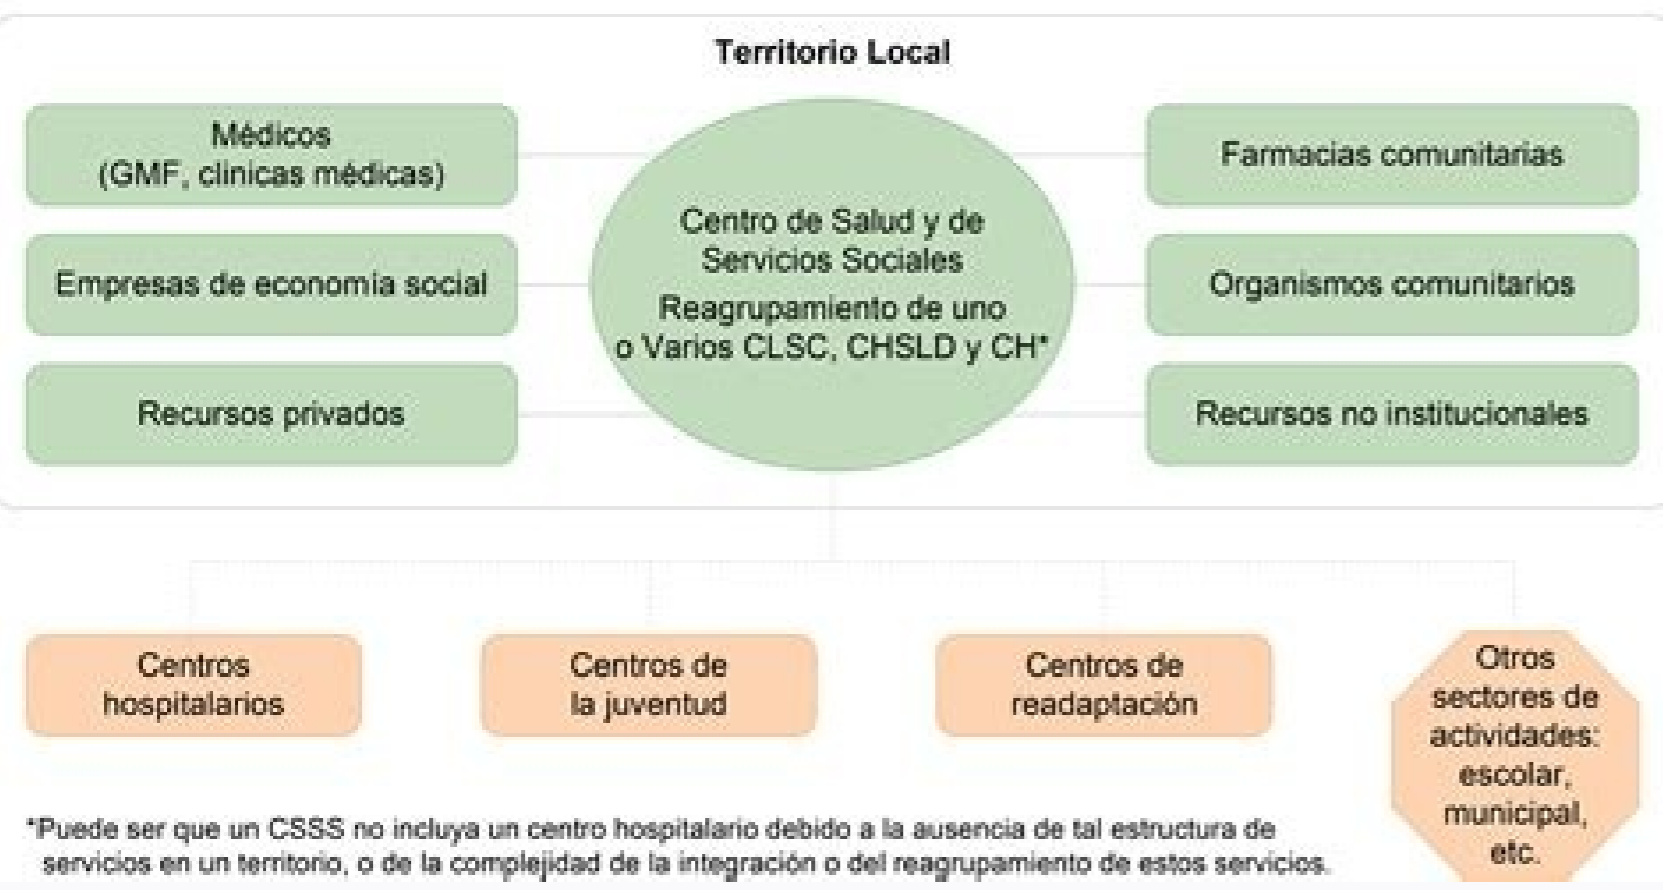 Territorio Local
Médicos
(GMF, clinicas médicas)
Empresas de economía social
Recursos privados
Centro de Salud y de
Servicios Sociales
Reagrupamiento de uno
o Varios CLSC, CHSLD y CH*
Farmacias comunitarias
Organismos comunitarios
Recursos no institucionales
Centros
hospitalarios
Centros de
la juventud
Centros de
readaptación
Otros
sectores de
actividades:
escolar,
municipal,
etc.
*Puede ser que un CSSS no incluya un centro hospitalario debido a la ausencia de tal estructura de
servicios en un territorio, o de la complejidad de la integración o del reagrupamiento de estos servicios.